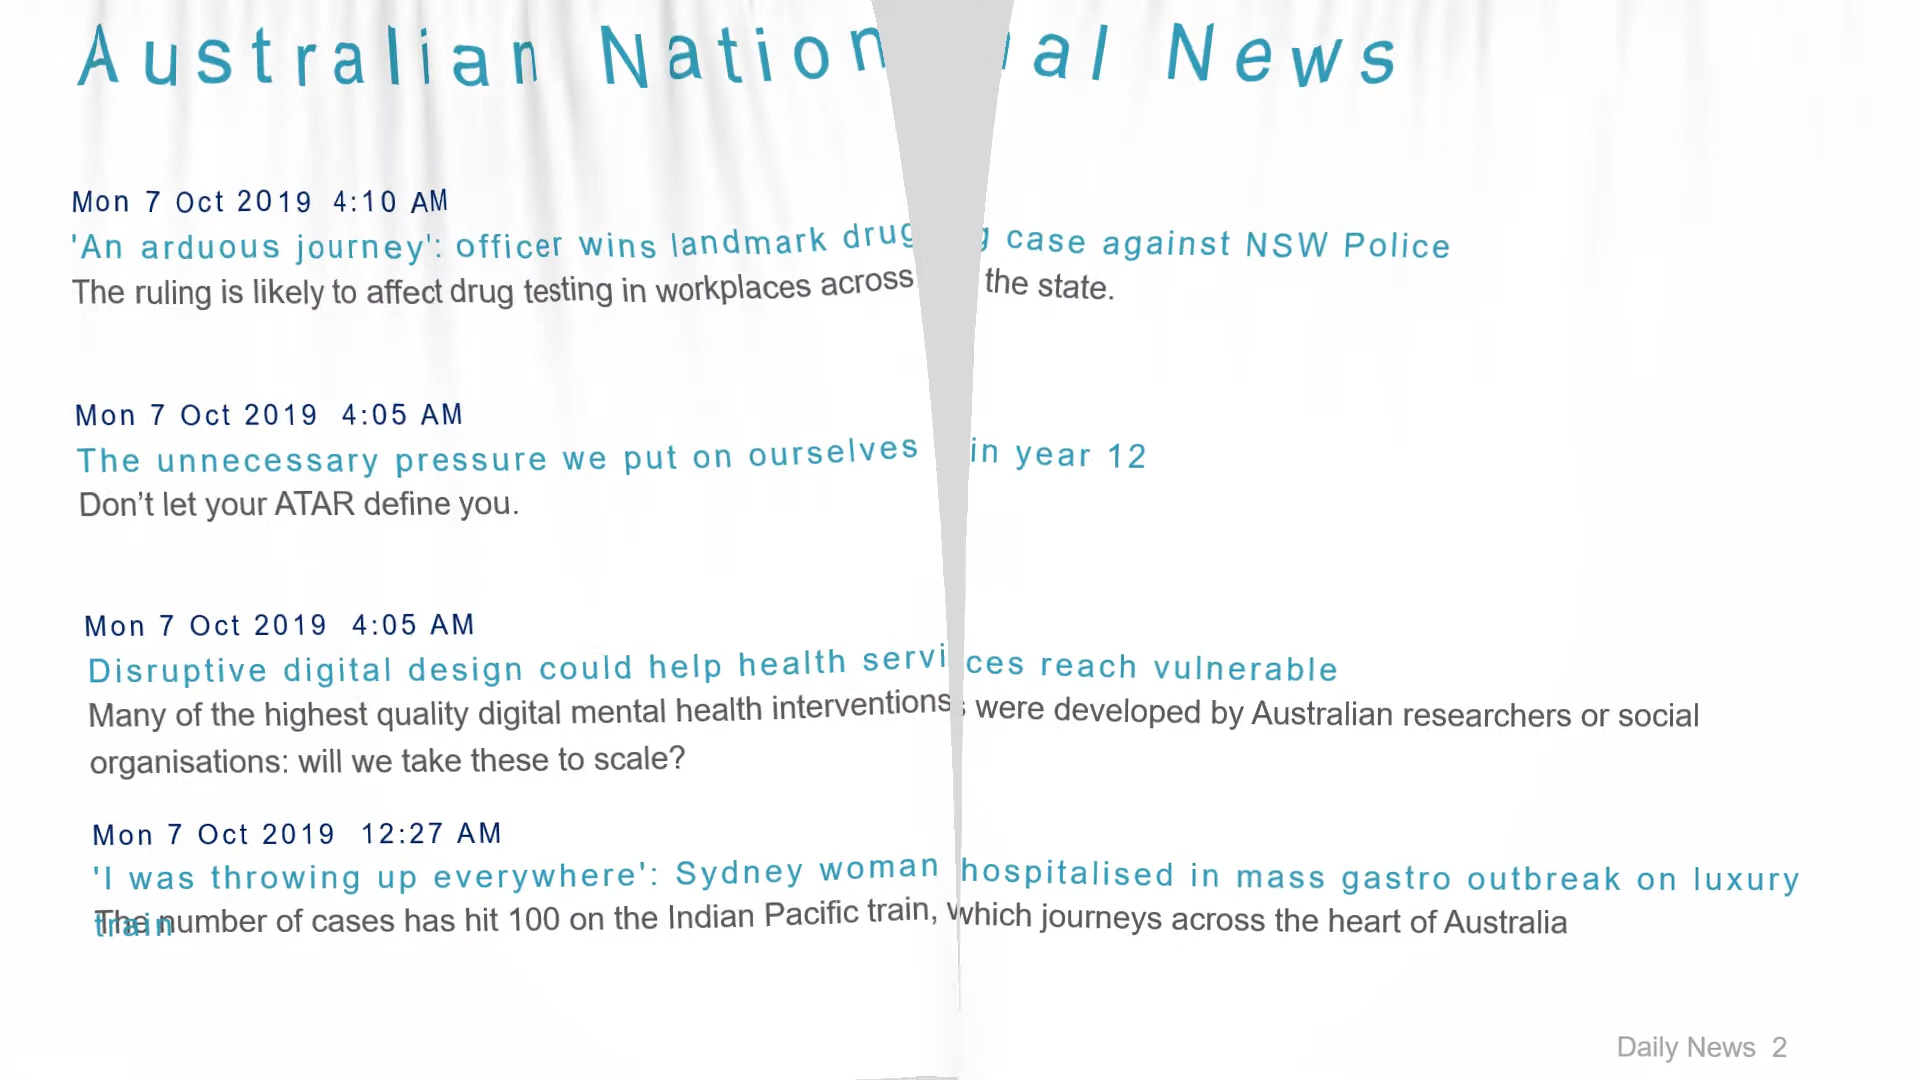 Australian National News
Mon 7 Oct 2019 4:10 AM
'An arduous journey': officer wins landmark drug case against NSW Police
The ruling is likely to affect drug testing in workplaces across the state.
Mon 7 Oct 2019 4:05 AM
The unnecessary pressure we put on ourselves in year 12
Don’t let your ATAR define you.
Mon 7 Oct 2019 4:05 AM
Disruptive digital design could help health services reach vulnerable
Many of the highest quality digital mental health interventions were developed by Australian researchers or social
organisations: will we take these to scale?
Mon 7 Oct 2019 12:27 AM
'I was throwing up everywhere': Sydney woman hospitalised in mass gastro outbreak on luxury
train
The number of cases has hit 100 on the Indian Pacific train, which journeys across the heart of Australia
Daily News 2